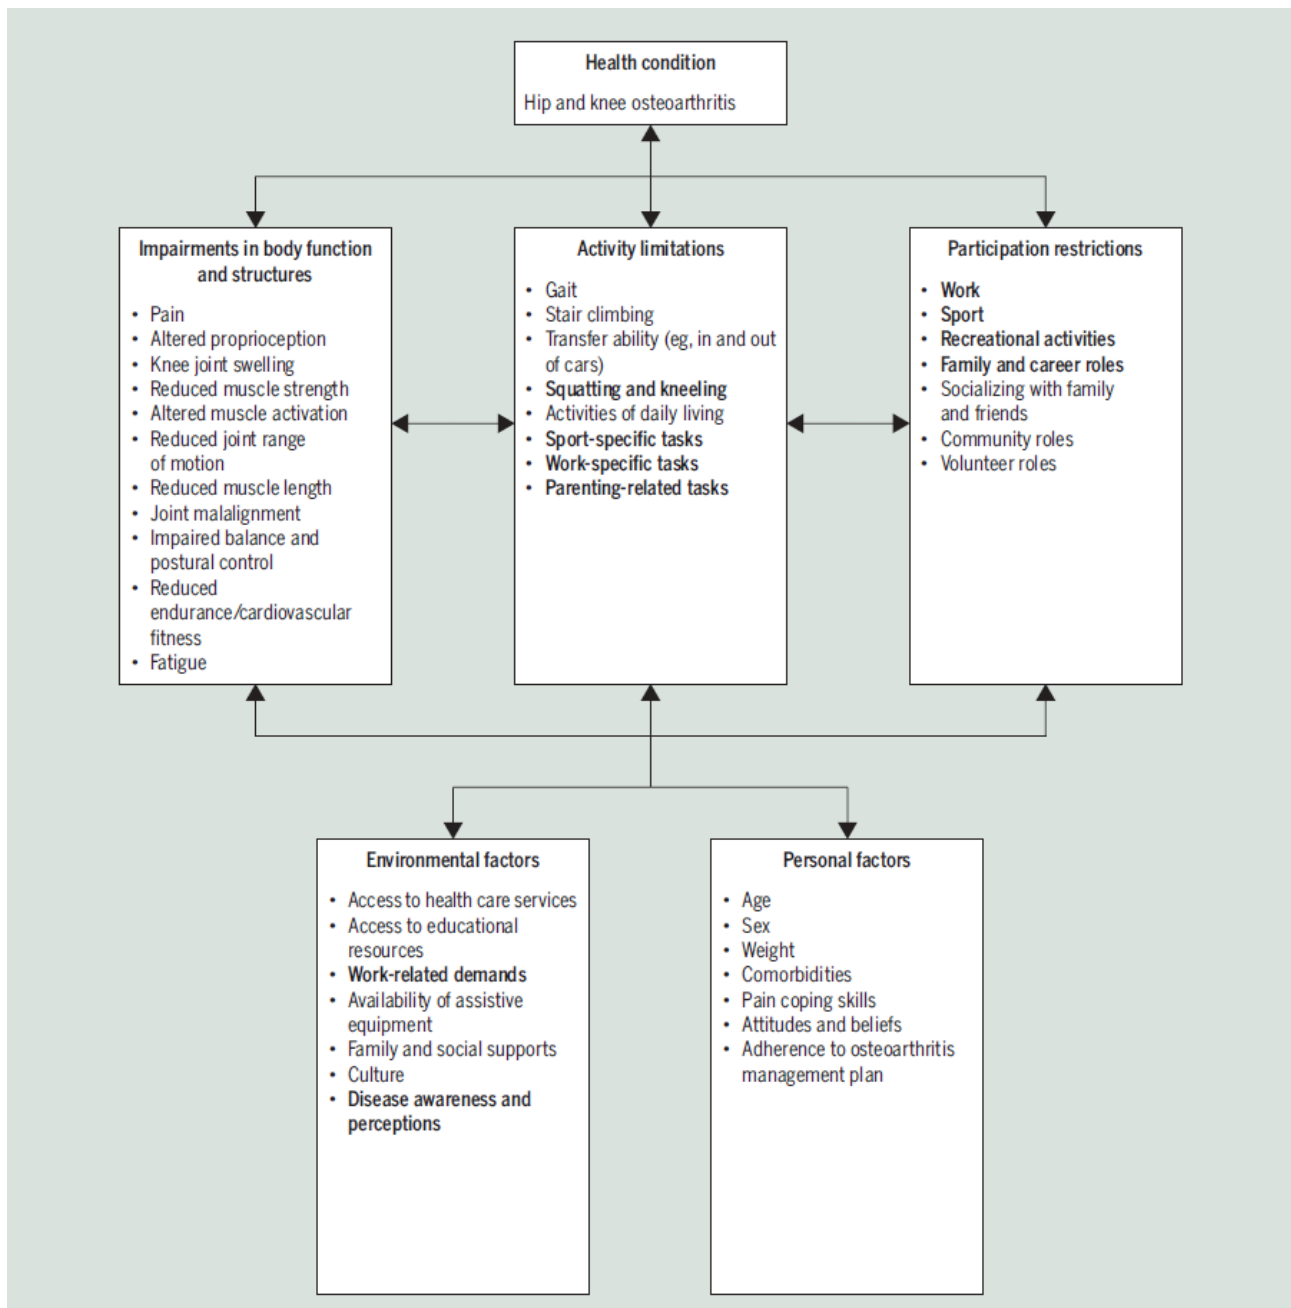 Health condition
Hip and knee osteoarthritis
Impairments in body function
and structures
• Pain
• Altered proprioception
• Knee joint swelling
• Reduced muscle strength
• Altered muscle activation
• Reduced joint range
of motion
• Reduced muscle length
• Joint malalignment
• Impaired balance and
postural control
• Reduced
endurance/cardiovascular
fitness
• Fatigue
Activity limitations
• Gait
• Stair climbing
• Transfer ability (eg, in and out
of cars)
• Squatting and kneeling
• Activities of daily living
• Sport-specific tasks
• Work-specific tasks
• Parenting-related tasks
Participation restrictions
• Work
• Sport
• Recreational activities
• Family and career roles
• Socializing with family
and friends
• Community roles
• Volunteer roles
Environmental factors
• Access to health care services
• Access to educational
resources
• Work-related demands
• Availability of assistive
equipment
• Family and social supports
• Culture
• Disease awareness and
perceptions
Personal factors
• Age
• Sex
• Weight
• Comorbidities
• Pain coping skills
• Attitudes and beliefs
• Adherence to osteoarthritis
management plan